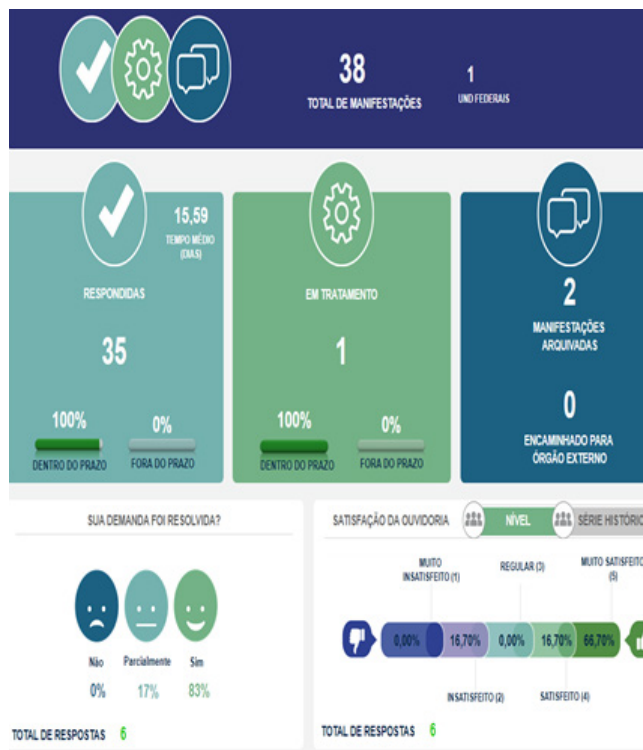 38
TOTAL DE MANIFESTAÇÕES
1
UND FEDERAIS
15,59
TEMPO MÉDIO
(DIAS)
RESPONDIDAS
35
100%
DENTRO DO PRAZO
0%
FORA DO PRAZO
EM TRATAMENTO
1
100%
DENTRO DO PRAZO
0%
FORA DO PRAZO
2
MANIFESTAÇÕES
ARQUIVADAS
0
ENCAMINHADO PARA
ÓRGÃO EXTERNO
SUA DEMANDA FOI RESOLVIDA?
Não
Parcialmente
Sim
0%
17%
83%
TOTAL DE RESPOSTAS 6
SATISFAÇÃO DA OUVIDORIA
NÍVEL
SÉRIE HISTÓRIC
MUITO
INSATISFEITO (1)
REGULAR (3)
MUITO SATISFEITO
(5)
0,00%
16,70%
0,00%
16,70%
66,70%
INSATISFEITO (2)
SATISFEITO (4)
TOTAL DE RESPOSTAS 6